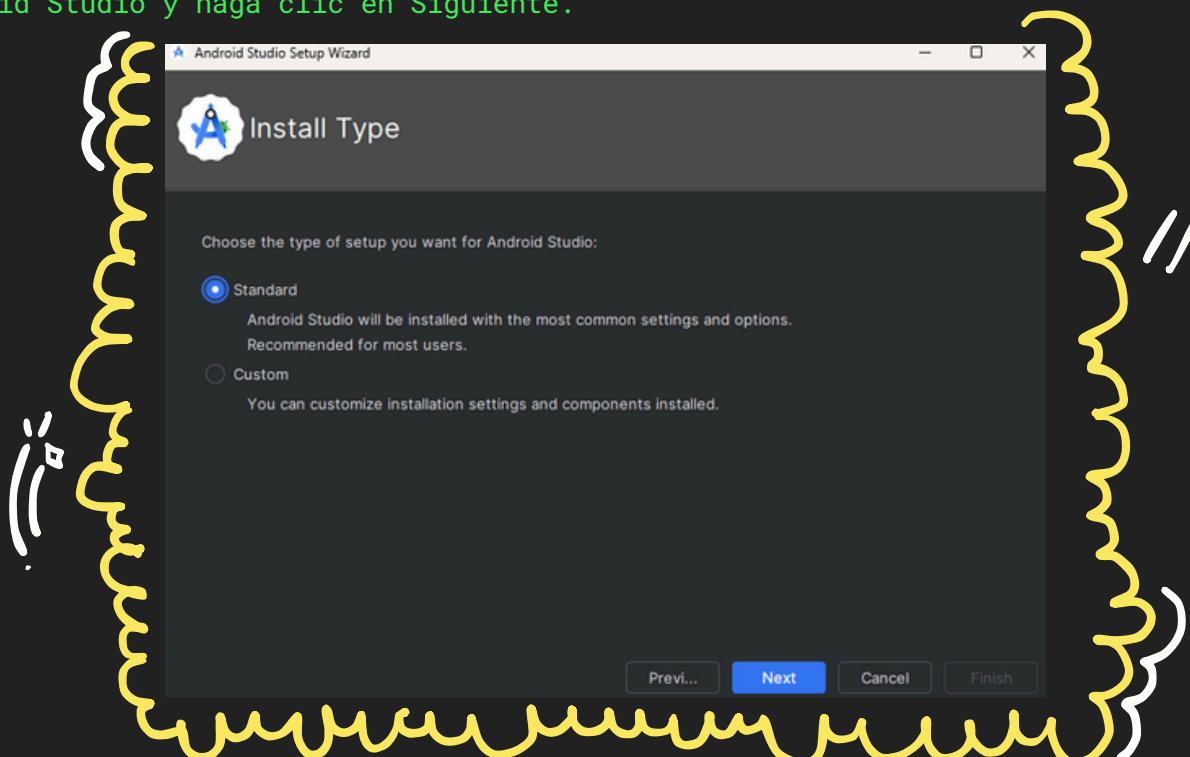 id Studio y haga clic en Siguiente.
Android Studio Setup Wizard
Install Type
Choose the type of setup you want for Android Studio:
Standard
Android Studio will be installed with the most common settings and options.
Recommended for most users.
Custom
You can customize installation settings and components installed.
Previ... Next Cancel Finish